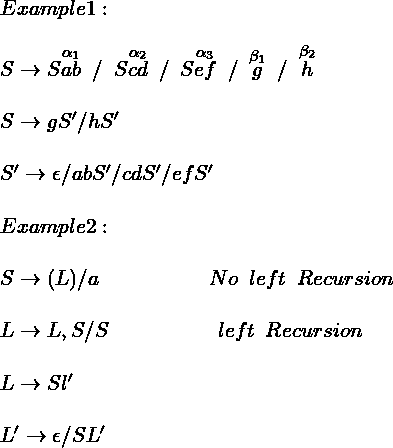 Example1 :
α₁ α₂ α₃ β₁ β₂
S → Sab / Scd / Sef / g / h
S → gS′/hS′
S′ → ϵ/abS′/cdS′/efS′
Example2 :
S → (L)/a No left Recursion
L → L, S/S left Recursion
L → Sl′
L′ → ϵ/SL′